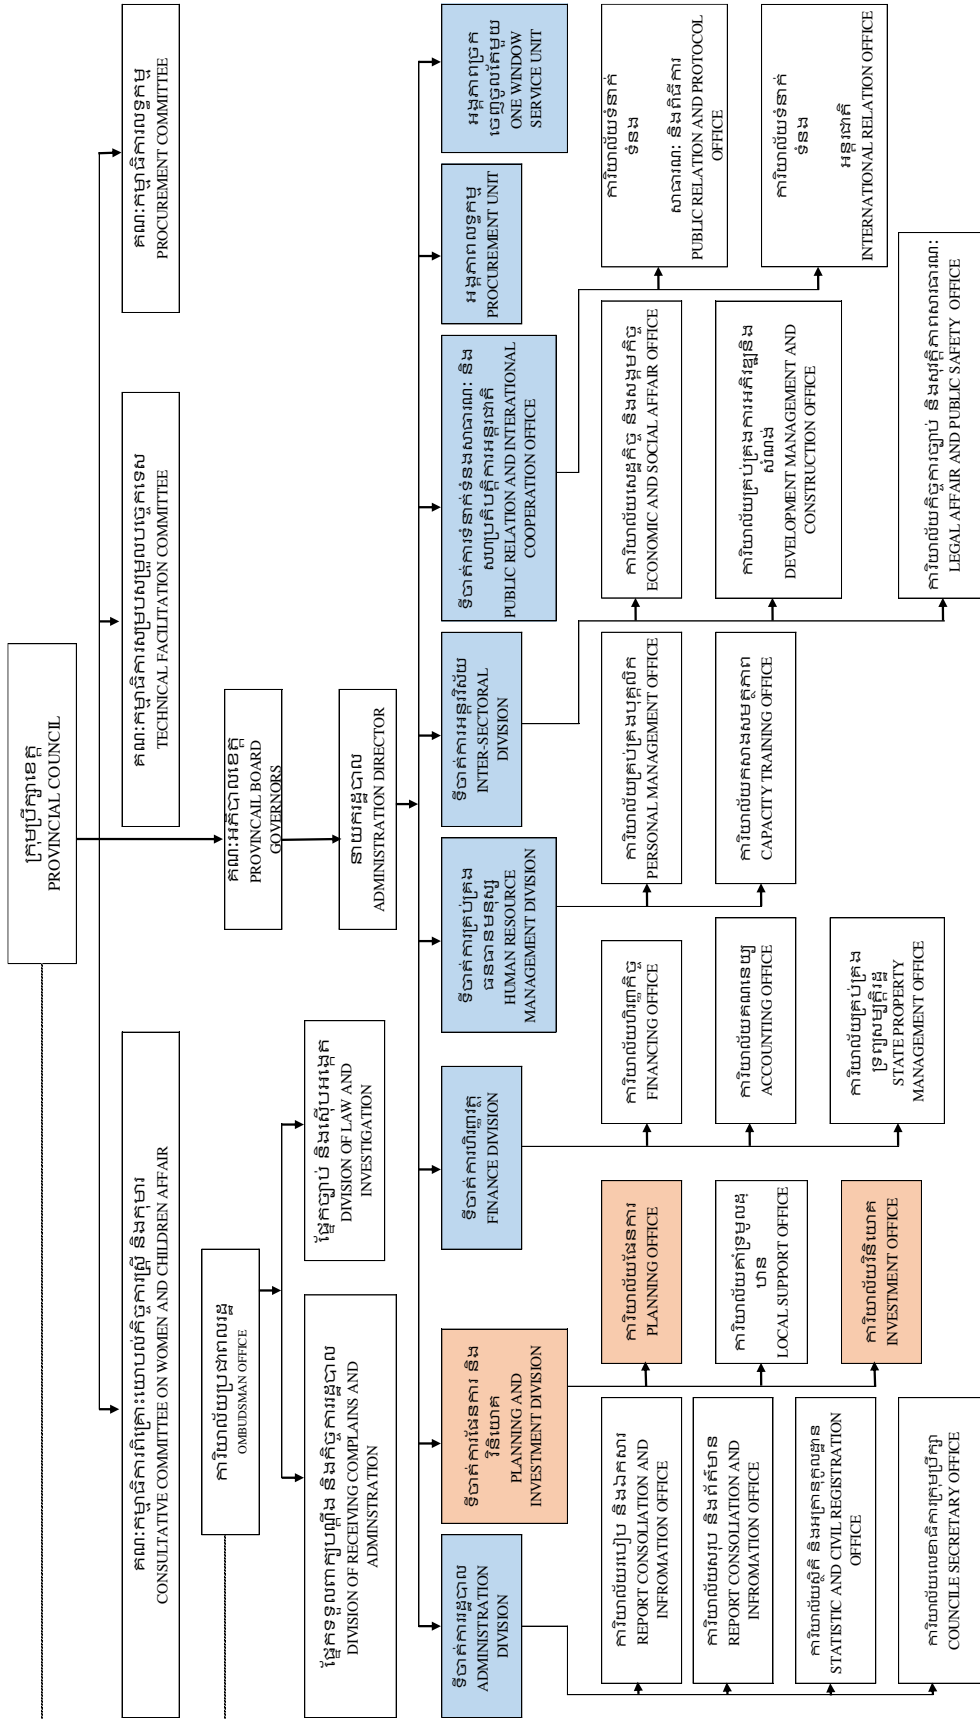 ក្រុមប្រឹក្សាខេត្ត
PROVINCIAL COUNCIL
គណៈកម្មាធិការពិគ្រោះយោបល់កិច្ចការស្ត្រី និងកុមារ
CONSULTATIVE COMMITTEE ON WOMEN AND CHILDREN AFFAIR
គណៈកម្មាធិការសម្របសម្រួលបច្ចេកទេស
TECHNICAL FACILITATION COMMITTEE
គណៈកម្មាធិការលទ្ធកម្ម
PROCUREMENT COMMITTEE
ការិយាល័យប្រជាពលរដ្ឋ
OMBUDSMAN OFFICE
គណៈអភិបាលខេត្ត
PROVINCAIL BOARD
GOVERNORS
ផ្នែកទទួលពាក្យបណ្តឹង និងកិច្ចការរដ្ឋបាល
DIVISION OF RECEIVING COMPLAINS AND
ADMINSTRATION
ផ្នែកច្បាប់ និងស៊ើបអង្កេត
DIVISION OF LAW AND
INVESTIGATION
នាយករដ្ឋបាល
ADMINISTRATION DIRECTOR
ទីចាត់ការរដ្ឋបាល
ADMINISTRATION
DIVISION
ទីចាត់ការផែនការ និង
វិនិយោគ
PLANNING AND
INVESTMENT DIVISION
ទីចាត់ការហិរញ្ញវត្ថុ
FINANCE DIVISION
ទីចាត់ការគ្រប់គ្រង
ធនធានមនុស្ស
HUMAN RESOURCE
MANAGEMENT DIVISION
ទីចាត់ការអន្តរវិស័យ
INTER-SECTORAL
DIVISION
ទីចាត់ការទំនាក់ទំនងសាធារណៈ និង
សហប្រតិបត្តិការអន្តរជាតិ
PUBLIC RELATION AND INTERATIONAL
COOPERATION OFFICE
អង្គភាពលទ្ធកម្ម
PROCUREMENT UNIT
អង្គភាពច្រក
ចេញចូលតែមួយ
ONE WINDOW
SERVICE UNIT
ការិយាល័យរបៀប និងឯកសារ
REPORT CONSOLIATION AND
INFROMATION OFFICE
ការិយាល័យសរុប និងព័ត៌មាន
REPORT CONSOLIATION AND
INFROMATION OFFICE
ការិយាល័យស្ថិតិ និងអត្រានុកូលដ្ឋាន
STATISTIC AND CIVIL REGISTRATION
OFFICE
ការិយាល័យលេខាធិការក្រុមប្រឹក្សា
COUNCILE SECRETARY OFFICE
ការិយាល័យផែនការ
PLANNING OFFICE
ការិយាល័យគាំទ្រមូលដ្ឋ
ឋាន
LOCAL SUPPORT OFFICE
ការិយាល័យវិនិយោគ
INVESTMENT OFFICE
ការិយាល័យហិរញ្ញកិច្ច
FINANCING OFFICE
ការិយាល័យគណនេយ្យ
ACCOUNTING OFFICE
ការិយាល័យគ្រប់គ្រង
ទ្រព្យសម្បត្តិរដ្ឋ
STATE PROPERTY
MANAGEMENT OFFICE
ការិយាល័យគ្រប់គ្រងបុគ្គលិក
PERSONAL MANAGEMENT OFFICE
ការិយាល័យកសាងសមត្ថភាព
CAPACITY TRAINING OFFICE
ការិយាល័យសេដ្ឋកិច្ច និងសង្គមកិច្ច
ECONOMIC AND SOCIAL AFFAIR OFFICE
ការិយាល័យគ្រប់គ្រងការអភិវឌ្ឍនិង
សំណង់
DEVELOPMENT MANAGEMENT AND
CONSTRUCTION OFFICE
ការិយាល័យកិច្ចការច្បាប់ និងសុវត្ថិភាពសាធារណៈ
LEGAL AFFAIR AND PUBLIC SAFETY OFFICE
ការិយាល័យទំនាក់
ទំនង
សាធារណៈ និងពិធីការ
PUBLIC RELATION AND PROTOCOL
OFFICE
ការិយាល័យទំនាក់
ទំនង
អន្តរជាតិ
INTERNATIONAL RELATION OFFICE